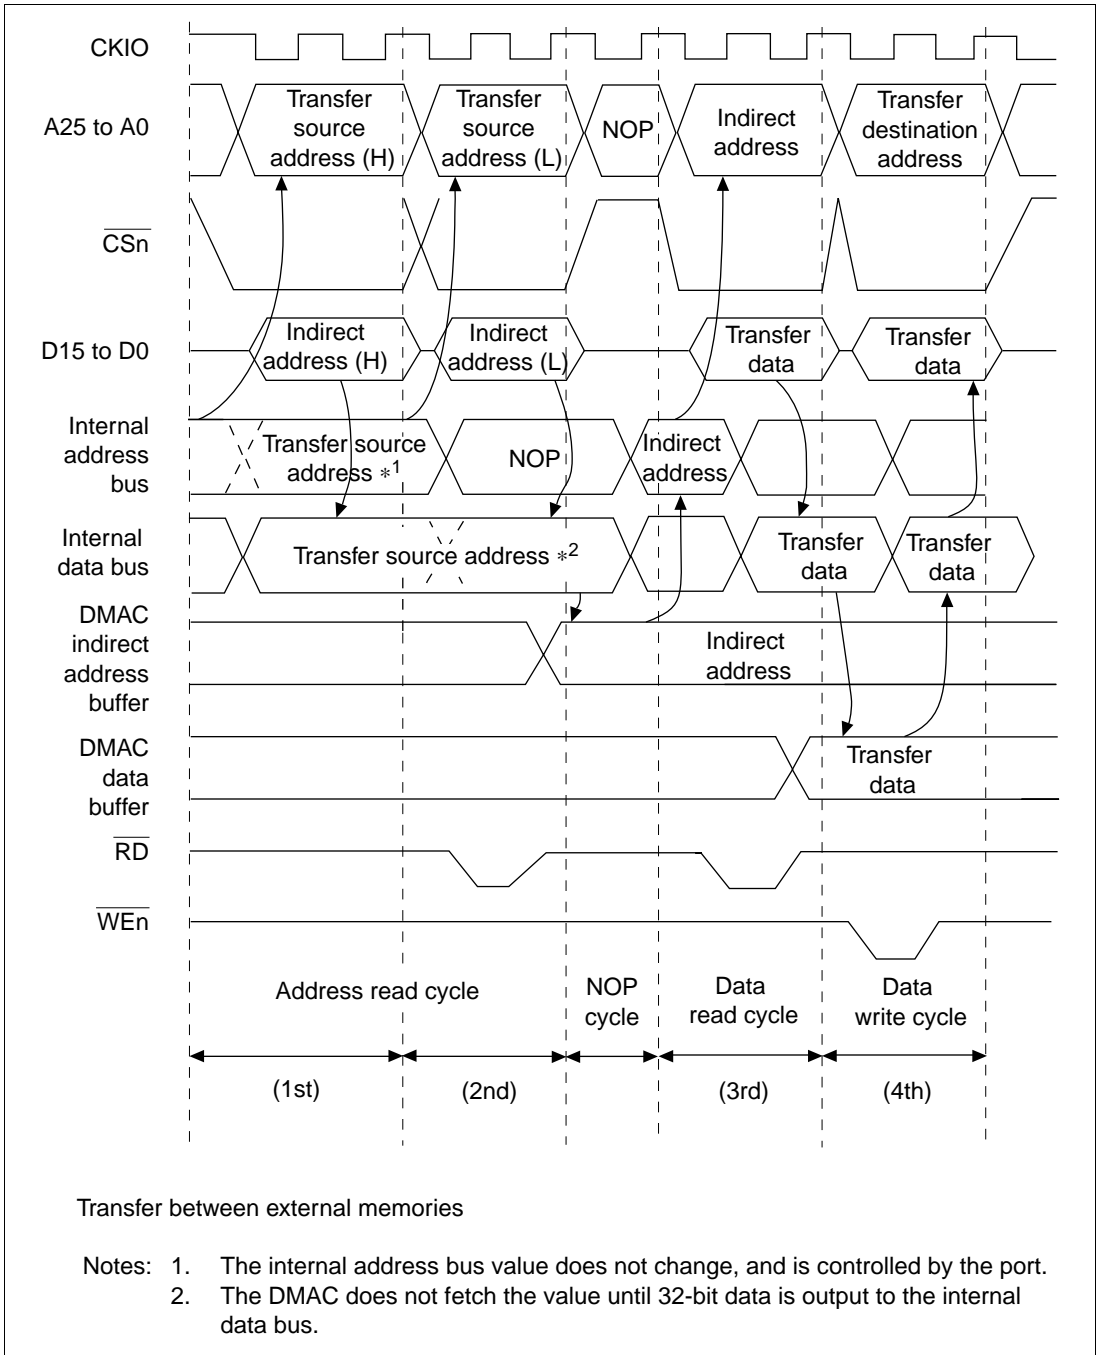 CKIO
A25 to A0
Transfer
source
address (H)
Transfer
source
address (L)
NOP
Indirect
address
Transfer
destination
address
CSn
D15 to D0
Indirect
address (H)
Indirect
address (L)
Transfer
data
Transfer
data
Internal
address
bus
Transfer source
address *1
NOP
Indirect
address
Internal
data bus
Transfer source address *2
Transfer
data
Transfer
data
DMAC
indirect
address
buffer
Indirect
address
DMAC
data
buffer
Transfer
data
RD
WEn
Address read cycle
NOP
cycle
Data
read cycle
Data
write cycle
(1st)
(2nd)
(3rd)
(4th)
Transfer between external memories
Notes: 1. The internal address bus value does not change, and is controlled by the port.
2. The DMAC does not fetch the value until 32-bit data is output to the internal
data bus.